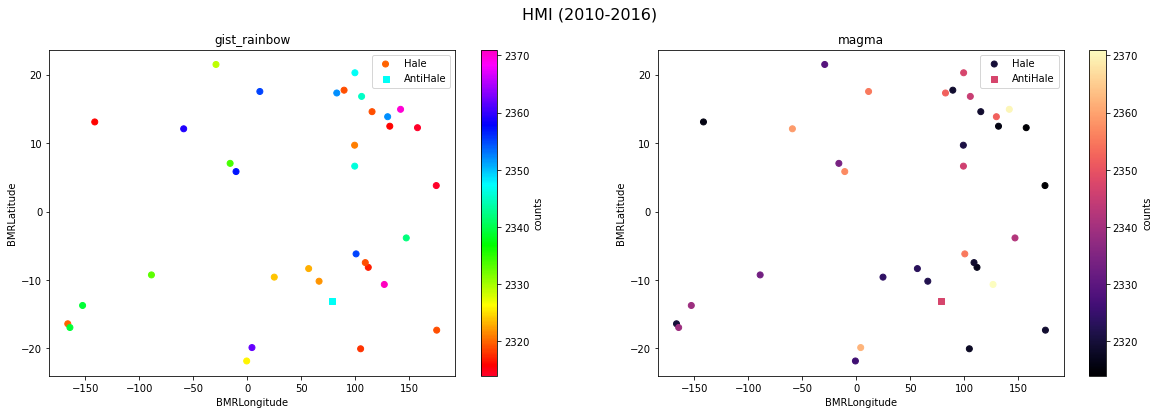 HMI (2010-2016)
gist_rainbow
Hale
AntiHale
20
10
0
−10
−20
BMRLatitude
−150
−100
−50
0
50
100
150
BMRLongitude
2370
2360
2350
2340
2330
2320
counts
magma
Hale
AntiHale
20
10
0
−10
−20
BMRLatitude
−150
−100
−50
0
50
100
150
BMRLongitude
2370
2360
2350
2340
2330
2320
counts